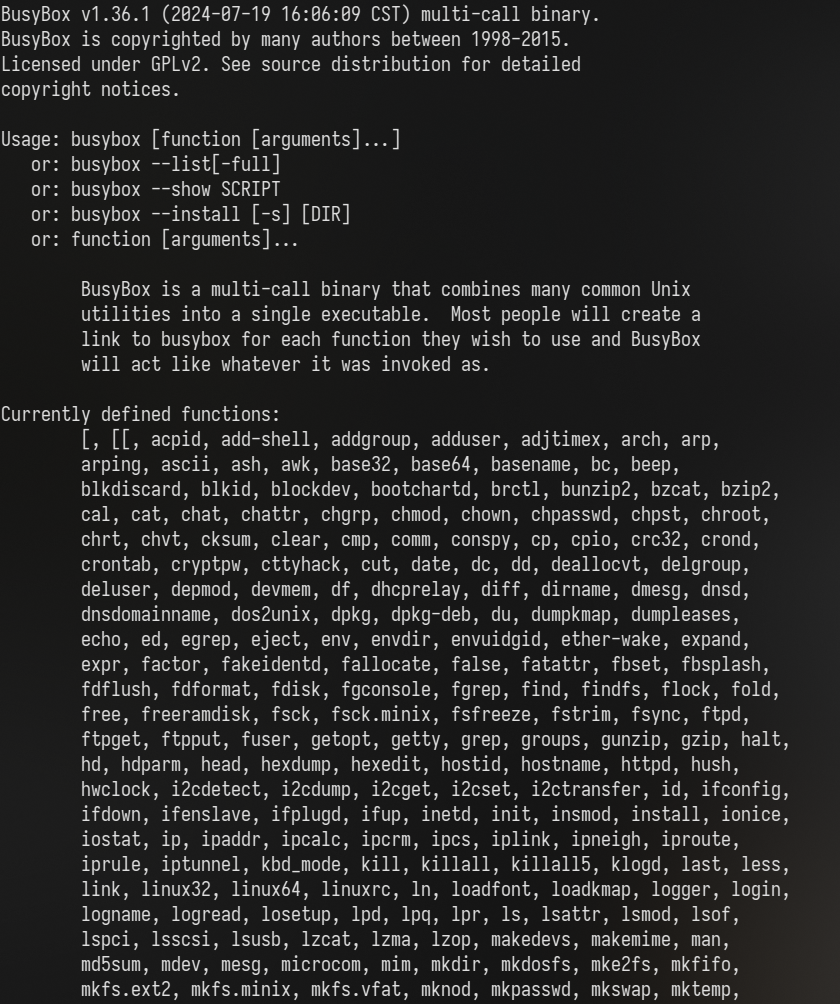 BusyBox v1.36.1 (2024-07-19 16:06:09 CST) multi-call binary.
BusyBox is copyrighted by many authors between 1998-2015.
Licensed under GPLv2. See source distribution for detailed
copyright notices.

Usage: busybox [function [arguments]...]
   or: busybox --list[-full]
   or: busybox --show SCRIPT
   or: busybox --install [-s] [DIR]
   or: function [arguments]...

        BusyBox is a multi-call binary that combines many common Unix
        utilities into a single executable.  Most people will create a
        link to busybox for each function they wish to use and BusyBox
        will act like whatever it was invoked as.

Currently defined functions:
        [, [[, acpid, add-shell, addgroup, adduser, adjtimex, arch, arp,
        arping, ascii, ash, awk, base32, base64, basename, bc, beep,
        blkdiscard, blkid, blockdev, bootchartd, brctl, bunzip2, bzcat, bzip2,
        cal, cat, chat, chattr, chgrp, chmod, chown, chpasswd, chpst, chroot,
        chrt, chvt, cksum, clear, cmp, comm, conspy, cp, cpio, crc32, crond,
        crontab, cryptpw, cttyhack, cut, date, dc, dd, deallocvt, delgroup,
        deluser, depmod, devmem, df, dhcprelay, diff, dirname, dmesg, dnsd,
        dnsdomainname, dos2unix, dpkg, dpkg-deb, du, dumpkmap, dumpleases,
        echo, ed, egrep, eject, env, envdir, envuidgid, ether-wake, expand,
        expr, factor, fakeidentd, fallocate, false, fatattr, fbset, fbsplash,
        fdflush, fdformat, fdisk, fgconsole, fgrep, find, findfs, flock, fold,
        free, freeramdisk, fsck, fsck.minix, fsfreeze, fstrim, fsync, ftpd,
        ftpget, ftpput, fuser, getopt, getty, grep, groups, gunzip, gzip, halt,
        hd, hdparm, head, hexdump, hexedit, hostid, hostname, httpd, hush,
        hwclock, i2cdetect, i2cdump, i2cget, i2cset, i2ctransfer, id, ifconfig,
        ifdown, ifenslave, ifplugd, ifup, inetd, init, insmod, install, ionice,
        iostat, ip, ipaddr, ipcalc, ipcrm, ipcs, iplink, ipneigh, iproute,
        iprule, iptunnel, kbd_mode, kill, killall, killall5, klogd, last, less,
        link, linux32, linux64, linuxrc, ln, loadfont, loadkmap, logger, login,
        logname, logread, losetup, lpd, lpq, lpr, ls, lsattr, lsmod, lsof,
        lspci, lsscsi, lsusb, lzcat, lzma, lzop, makedevs, makemime, man,
        md5sum, mdev, mesg, microcom, mim, mkdir, mkdosfs, mke2fs, mkfifo,
        mkfs.ext2, mkfs.minix, mkfs.vfat, mknod, mkpasswd, mkswap, mktemp,